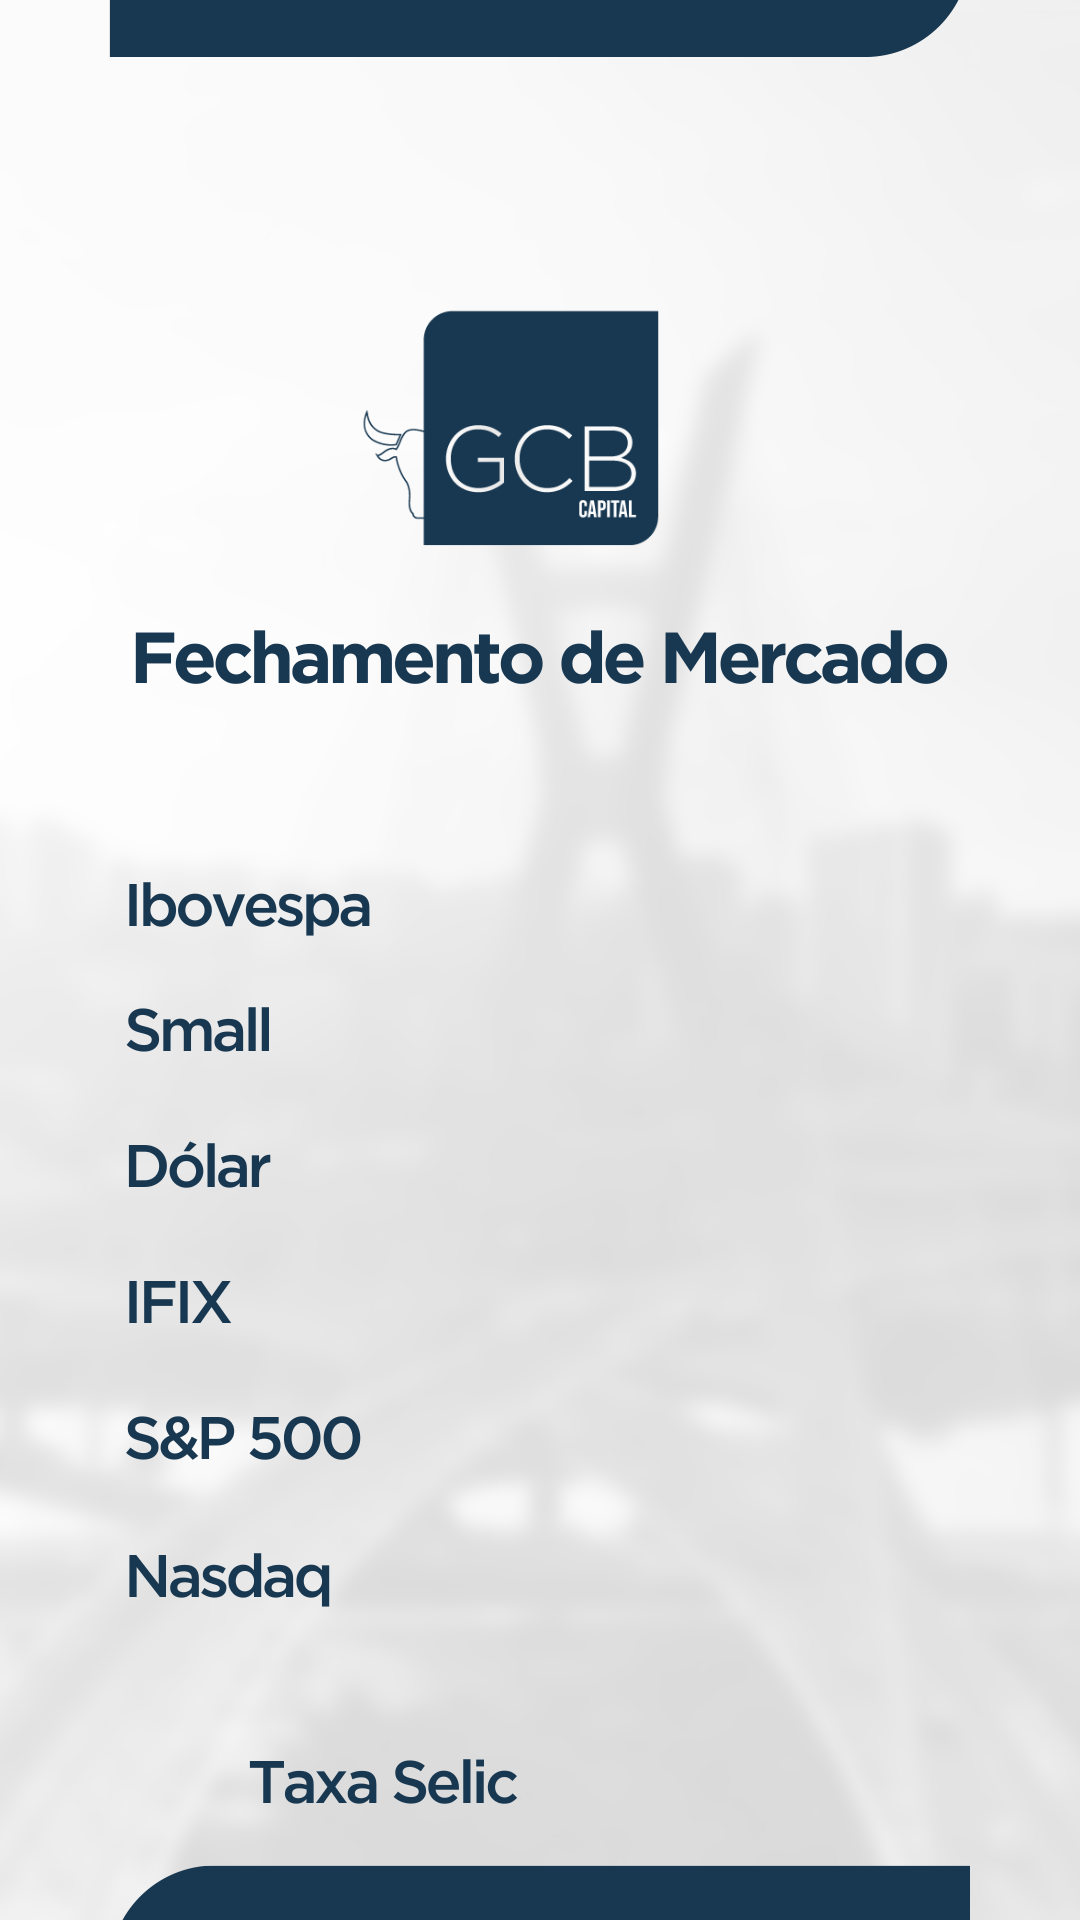 GCB
CAPITAL
Fechamento de Mercado
Ibovespa
Small
Dólar
IFIX
S&P 500
Nasdaq
Taxa Selic